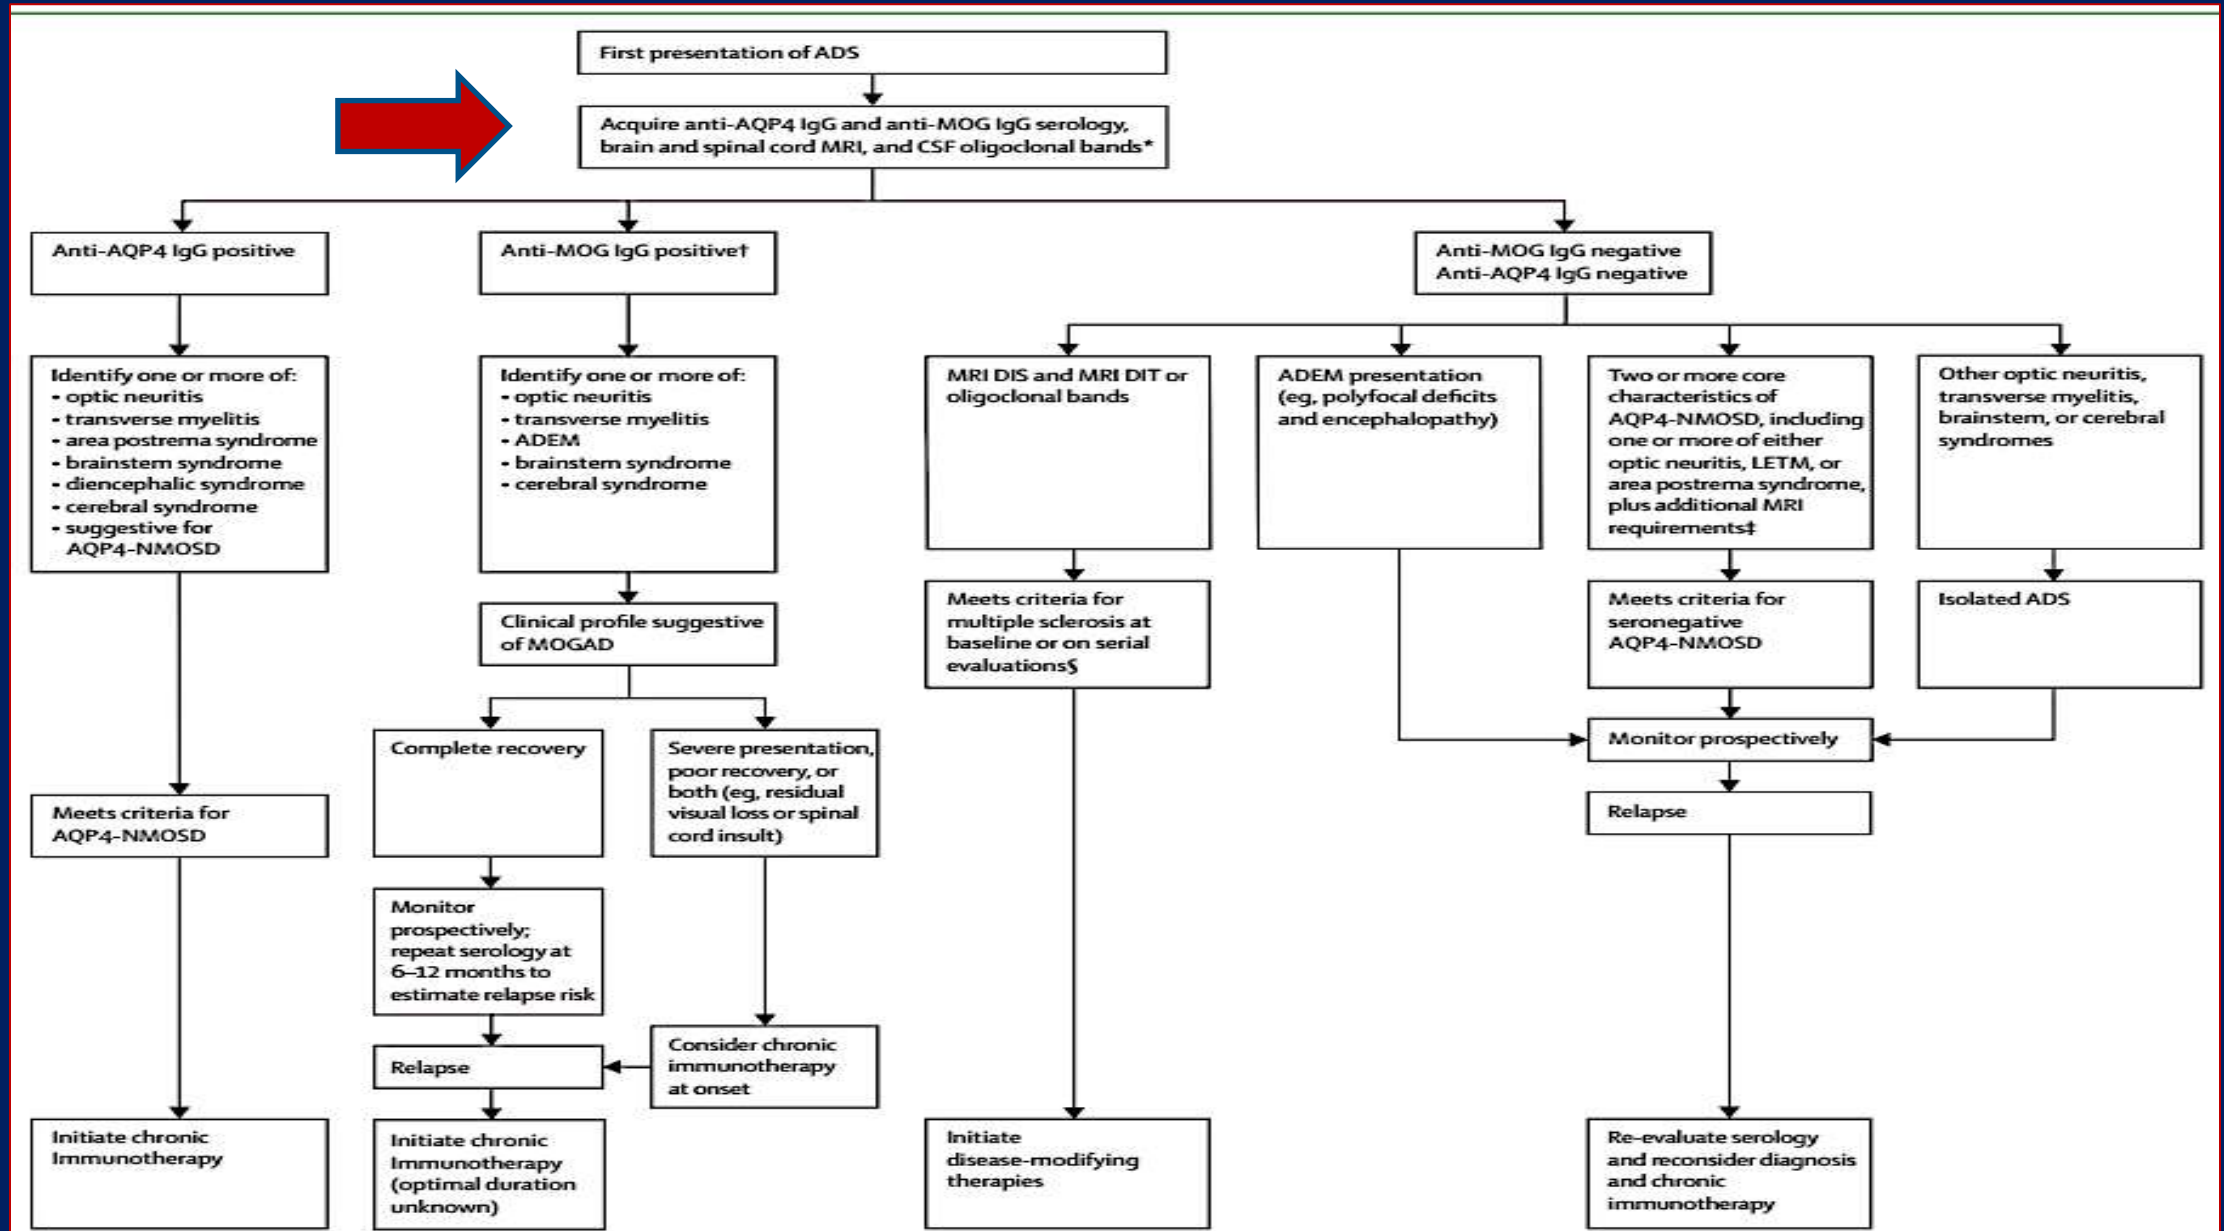 First presentation of ADS
Acquire anti-AQP4 IgG and anti-MOG IgG serology,
brain and spinal cord MRI, and CSF oligoclonal bands*
Anti-AQP4 IgG positive
Anti-MOG IgG positive†
Anti-MOG IgG negative
Anti-AQP4 IgG negative
Identify one or more of:
• optic neuritis
• transverse myelitis
• area postrema syndrome
• brainstem syndrome
• diencephalic syndrome
• cerebral syndrome
• suggestive for
AQP4-NMOSD
Identify one or more of:
• optic neuritis
• transverse myelitis
• ADEM
• brainstem syndrome
• cerebral syndrome
MRI DIS and MRI DIT or
oligoclonal bands
ADEM presentation
(eg, polyfocal deficits
and encephalopathy)
Two or more core
characteristics of
AQP4-NMOSD, including
one or more of either
optic neuritis, LETM, or
area postrema syndrome,
plus additional MRI
requirements‡
Other optic neuritis,
transverse myelitis,
brainstem, or cerebral
syndromes
Clinical profile suggestive
of MOGAD
Meets criteria for
multiple sclerosis at
baseline or on serial
evaluations§
Meets criteria for
seronegative
AQP4-NMOSD
Isolated ADS
Complete recovery
Severe presentation,
poor recovery, or
both (eg, residual
visual loss or spinal
cord insult)
Monitor prospectively
Meets criteria for
AQP4-NMOSD
Relapse
Monitor
prospectively;
repeat serology at
6–12 months to
estimate relapse risk
Relapse
Consider chronic
immunotherapy
at onset
Initiate chronic
Immunotherapy
Initiate chronic
Immunotherapy
(optimal duration
unknown)
Initiate
disease-modifying
therapies
Re-evaluate serology
and reconsider diagnosis
and chronic
immunotherapy